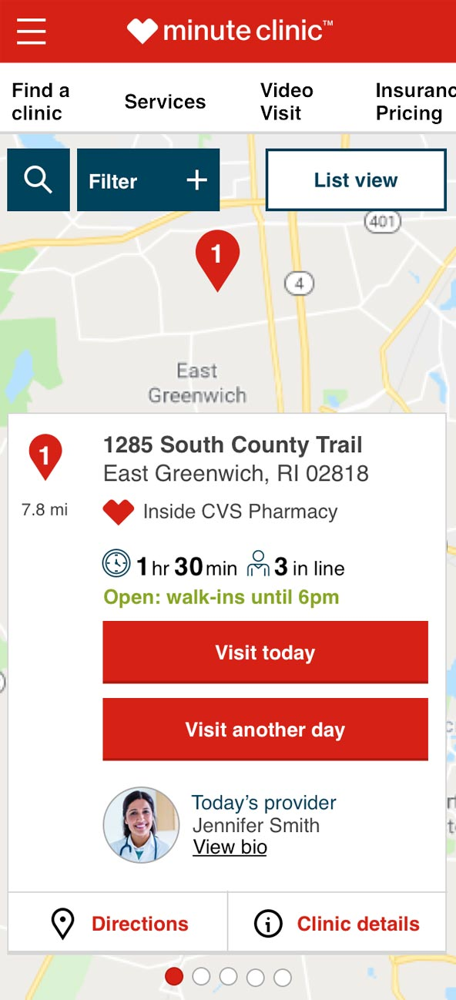 minute clinic™
Find a
clinic
Services
Video
Visit
Insuranc
Pricing
Filter
List view
401
1
4
East
Greenwich
1
1285 South County Trail
East Greenwich, RI 02818
7.8 mi
Inside CVS Pharmacy
1 hr 30 min 3 in line
Open: walk-ins until 6pm
Visit today
Visit another day
Today’s provider
Jennifer Smith
View bio
Directions
Clinic details